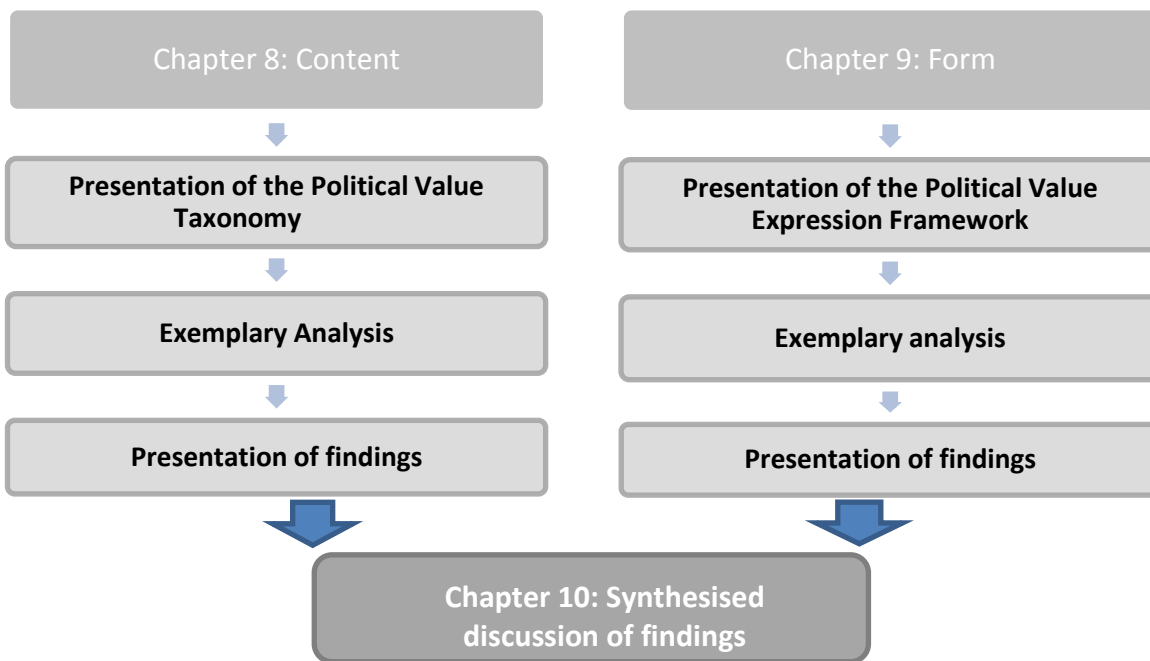 Chapter 8: Content
Presentation of the Political Value
Taxonomy
Exemplary Analysis
Presentation of findings
Chapter 9: Form
Presentation of the Political Value
Expression Framework
Exemplary analysis
Presentation of findings
Chapter 10: Synthesised
discussion of findings